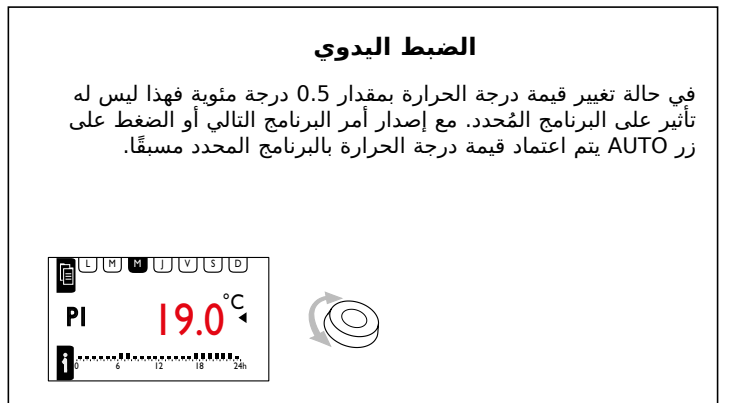 الضبط اليدوي
في حالة تغيير قيمة درجة الحرارة بمقدار 0.5 درجة مئوية فهذا ليس له
تأثير على البرنامج المُحدد. مع إصدار أمر البرنامج التالي أو الضغط على
زر AUTO يتم اعتماد قيمة درجة الحرارة بالبرنامج المحدد مسبقًا.
L M M J V S D
P1 19.0°C
i
0 6 12 18 24h